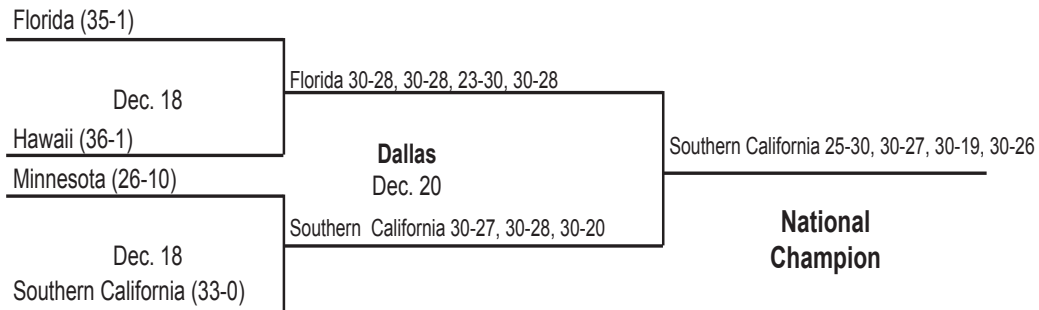 Florida (35-1)
Dec. 18
Hawaii (36-1)
Minnesota (26-10)
Dec. 18
Southern California (33-0)
Florida 30-28, 30-28, 23-30, 30-28
Dallas
Dec. 20
Southern California 30-27, 30-28, 30-20
Southern California 25-30, 30-27, 30-19, 30-26
National
Champion